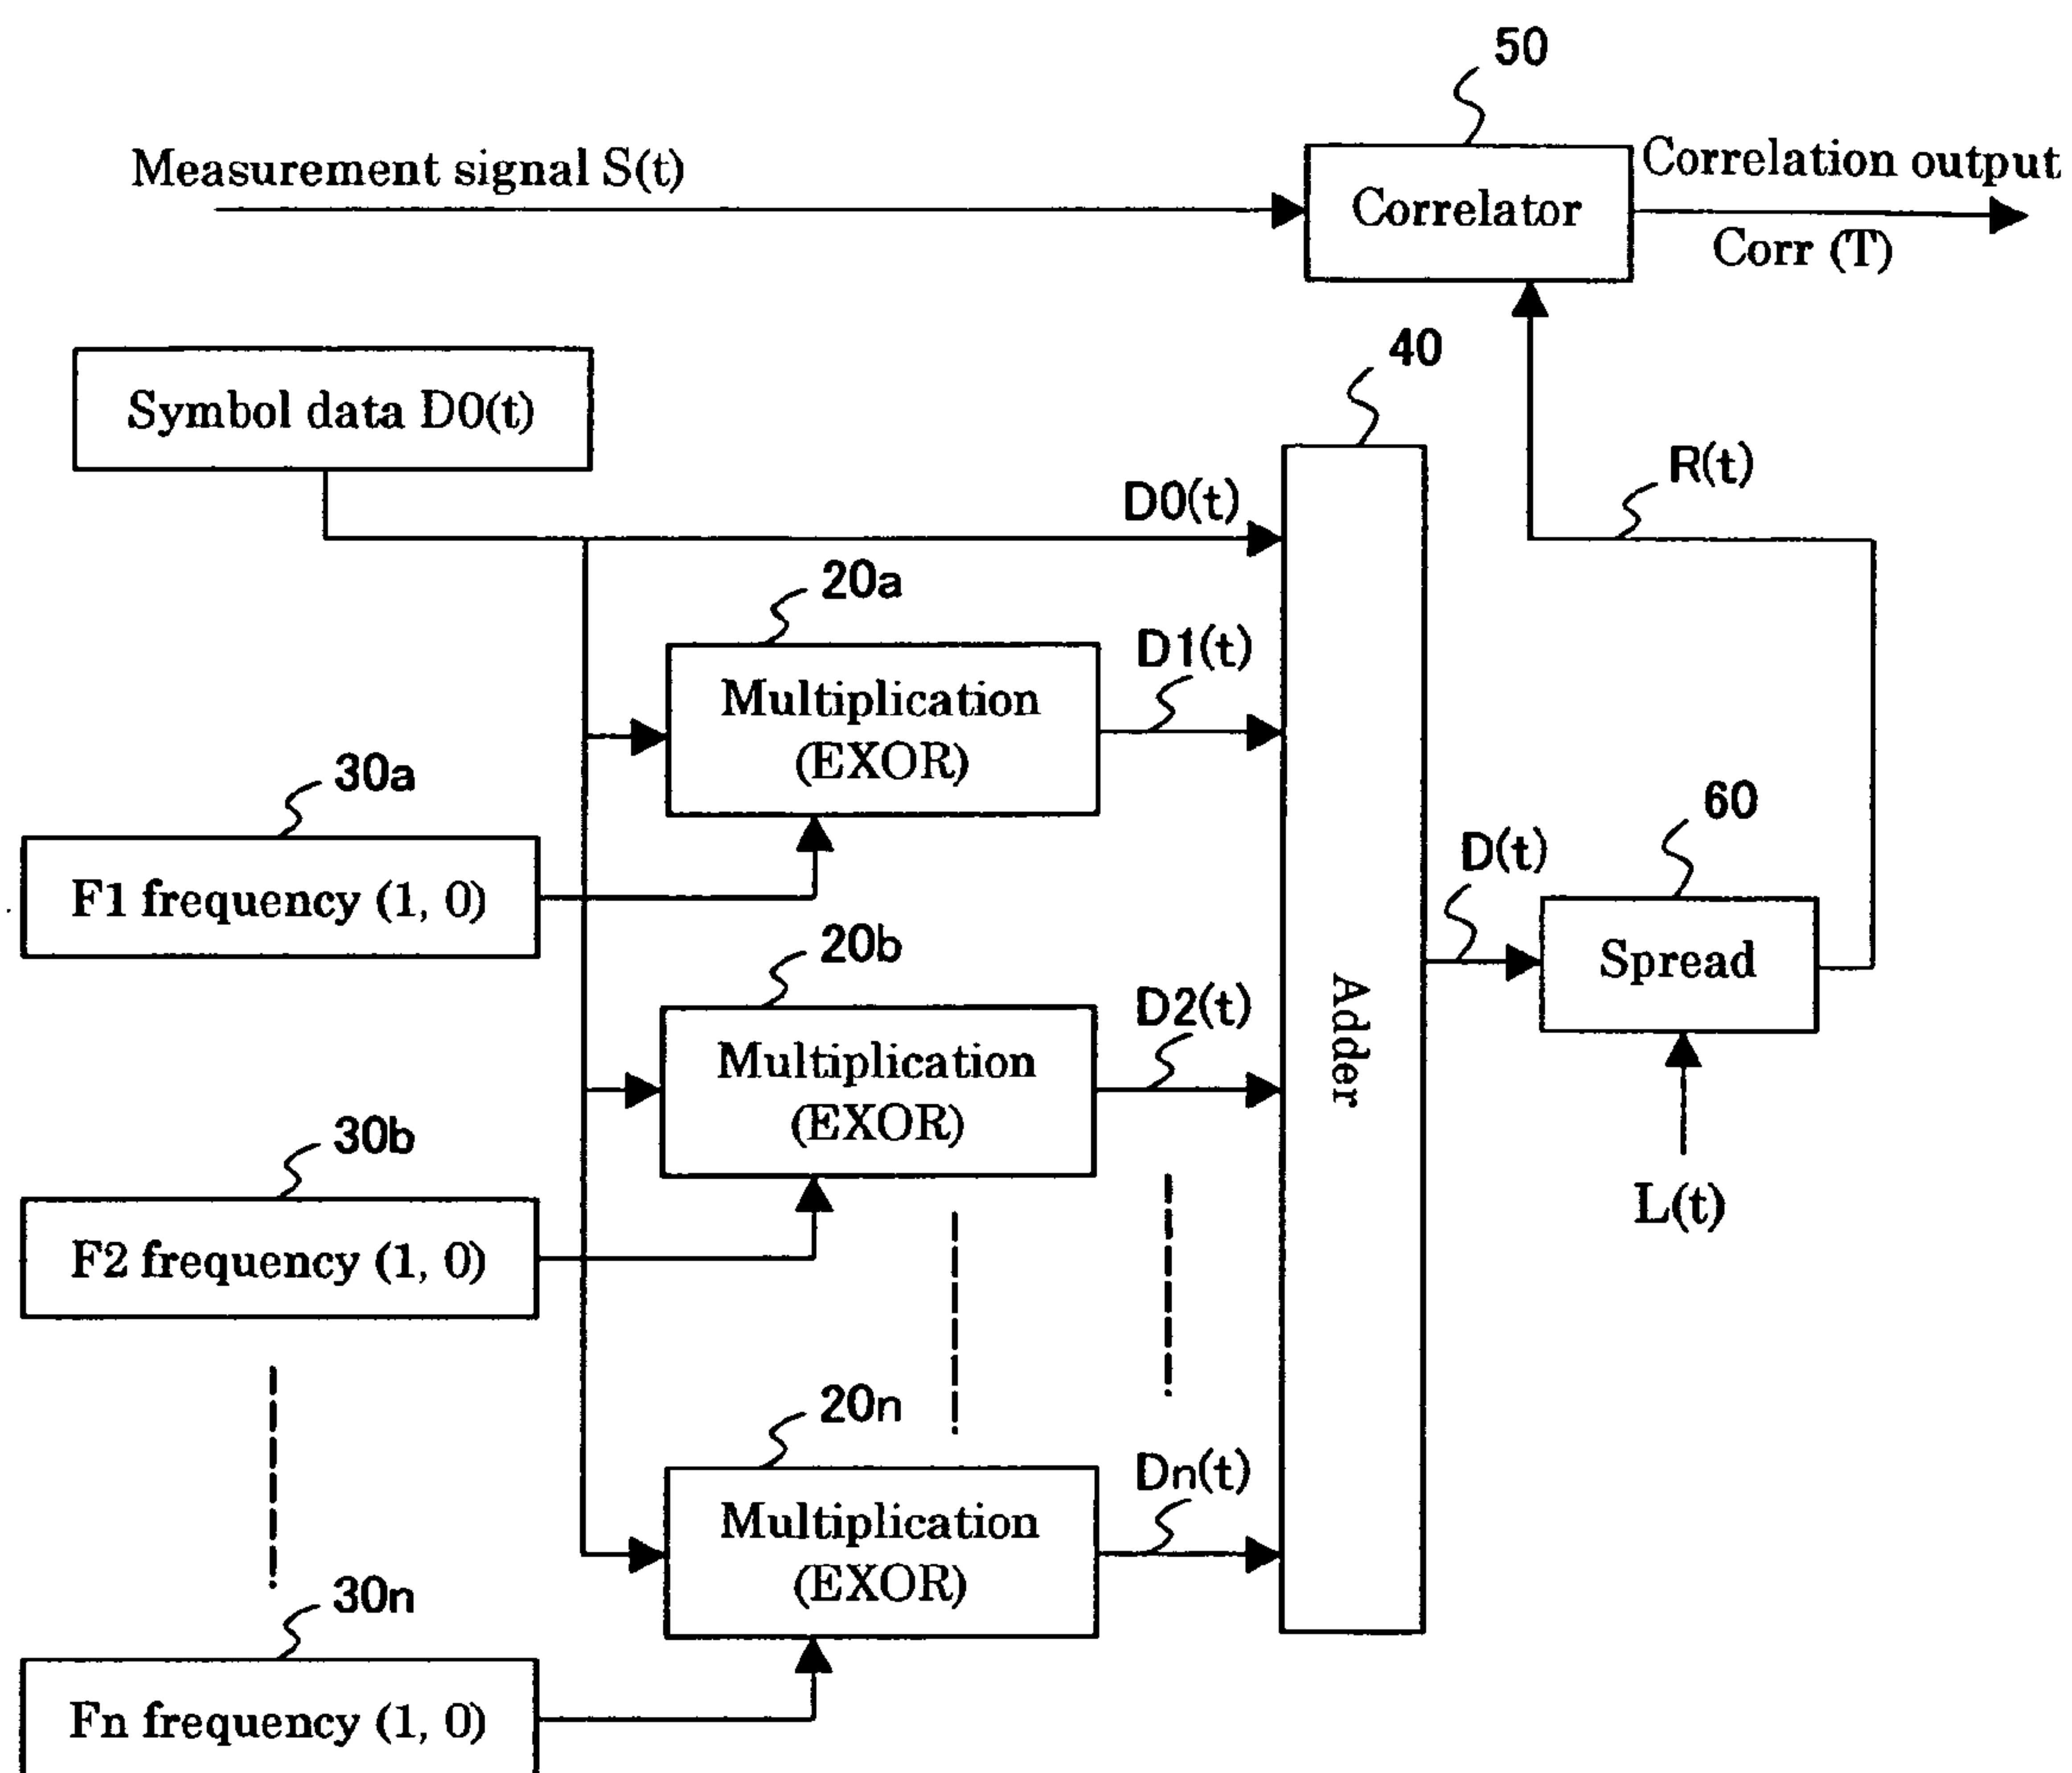 50
Measurement signal S(t)
Correlator
Correlation output
Corr (T)
40
Symbol data D0(t)
R(t)
D0(t)
20a
D1(t)
Multiplication
(EXOR)
30a
60
F1 frequency (1, 0)
D(t)
Spread
20b
D2(t)
Adder
Multiplication
(EXOR)
30b
L(t)
F2 frequency (1, 0)
20n
Dn(t)
Multiplication
(EXOR)
30n
Fn frequency (1, 0)